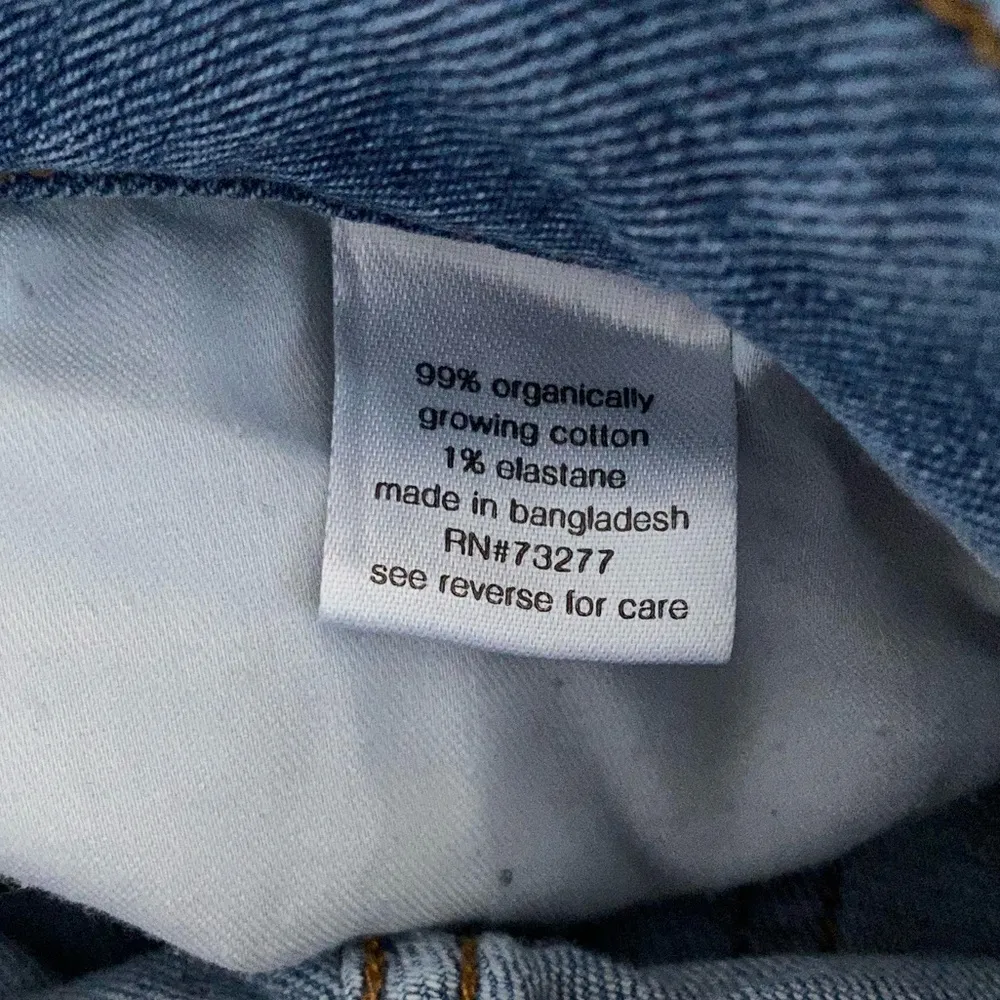 99% organically
growing cotton
1% elastane
made in bangladesh
RN#73277
see reverse for care